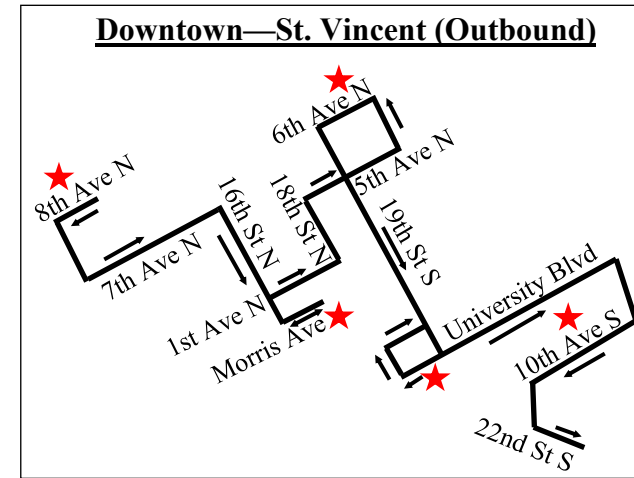 Downtown—St. Vincent (Outbound)
6th Ave N
8th Ave N
5th Ave N
16th St N
18th St N
19th St S
7th Ave N
1st Ave N
Morris Ave
University Blvd
10th Ave S
22nd St S